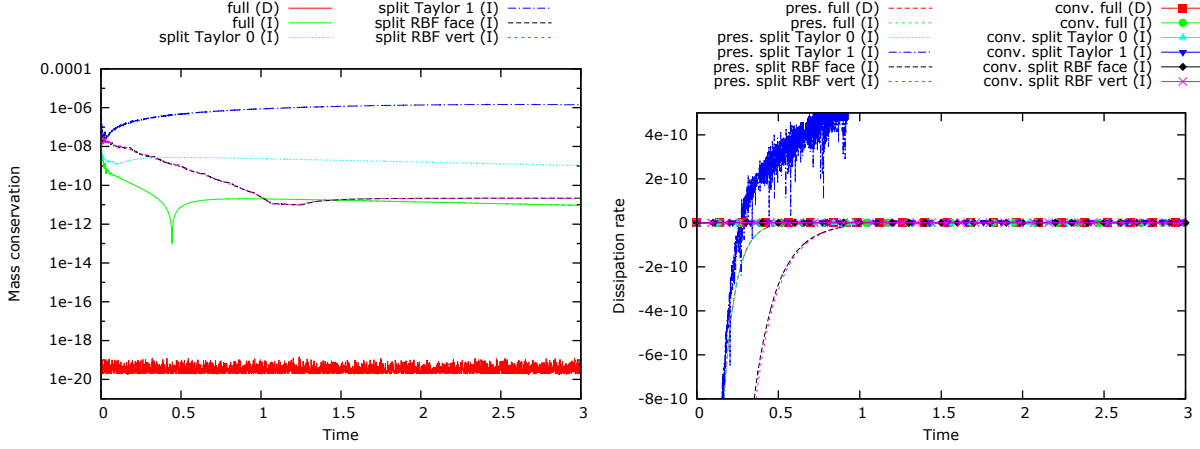 full (D)
full (I)
split Taylor 0 (I)
split Taylor 1 (I)
split RBF face (I)
split RBF vert (I)
0.0001
1e-06
1e-08
1e-10
1e-12
1e-14
1e-16
1e-18
1e-20
Mass conservation
0 0.5 1 1.5 2 2.5 3
Time
pres. full (D)
pres. full (I)
pres. split Taylor 0 (I)
pres. split Taylor 1 (I)
pres. split RBF face (I)
pres. split RBF vert (I)
conv. full (D)
conv. full (I)
conv. split Taylor 0 (I)
conv. split Taylor 1 (I)
conv. split RBF face (I)
conv. split RBF vert (I)
4e-10
2e-10
0
-2e-10
-4e-10
-6e-10
-8e-10
Dissipation rate
0 0.5 1 1.5 2 2.5 3
Time